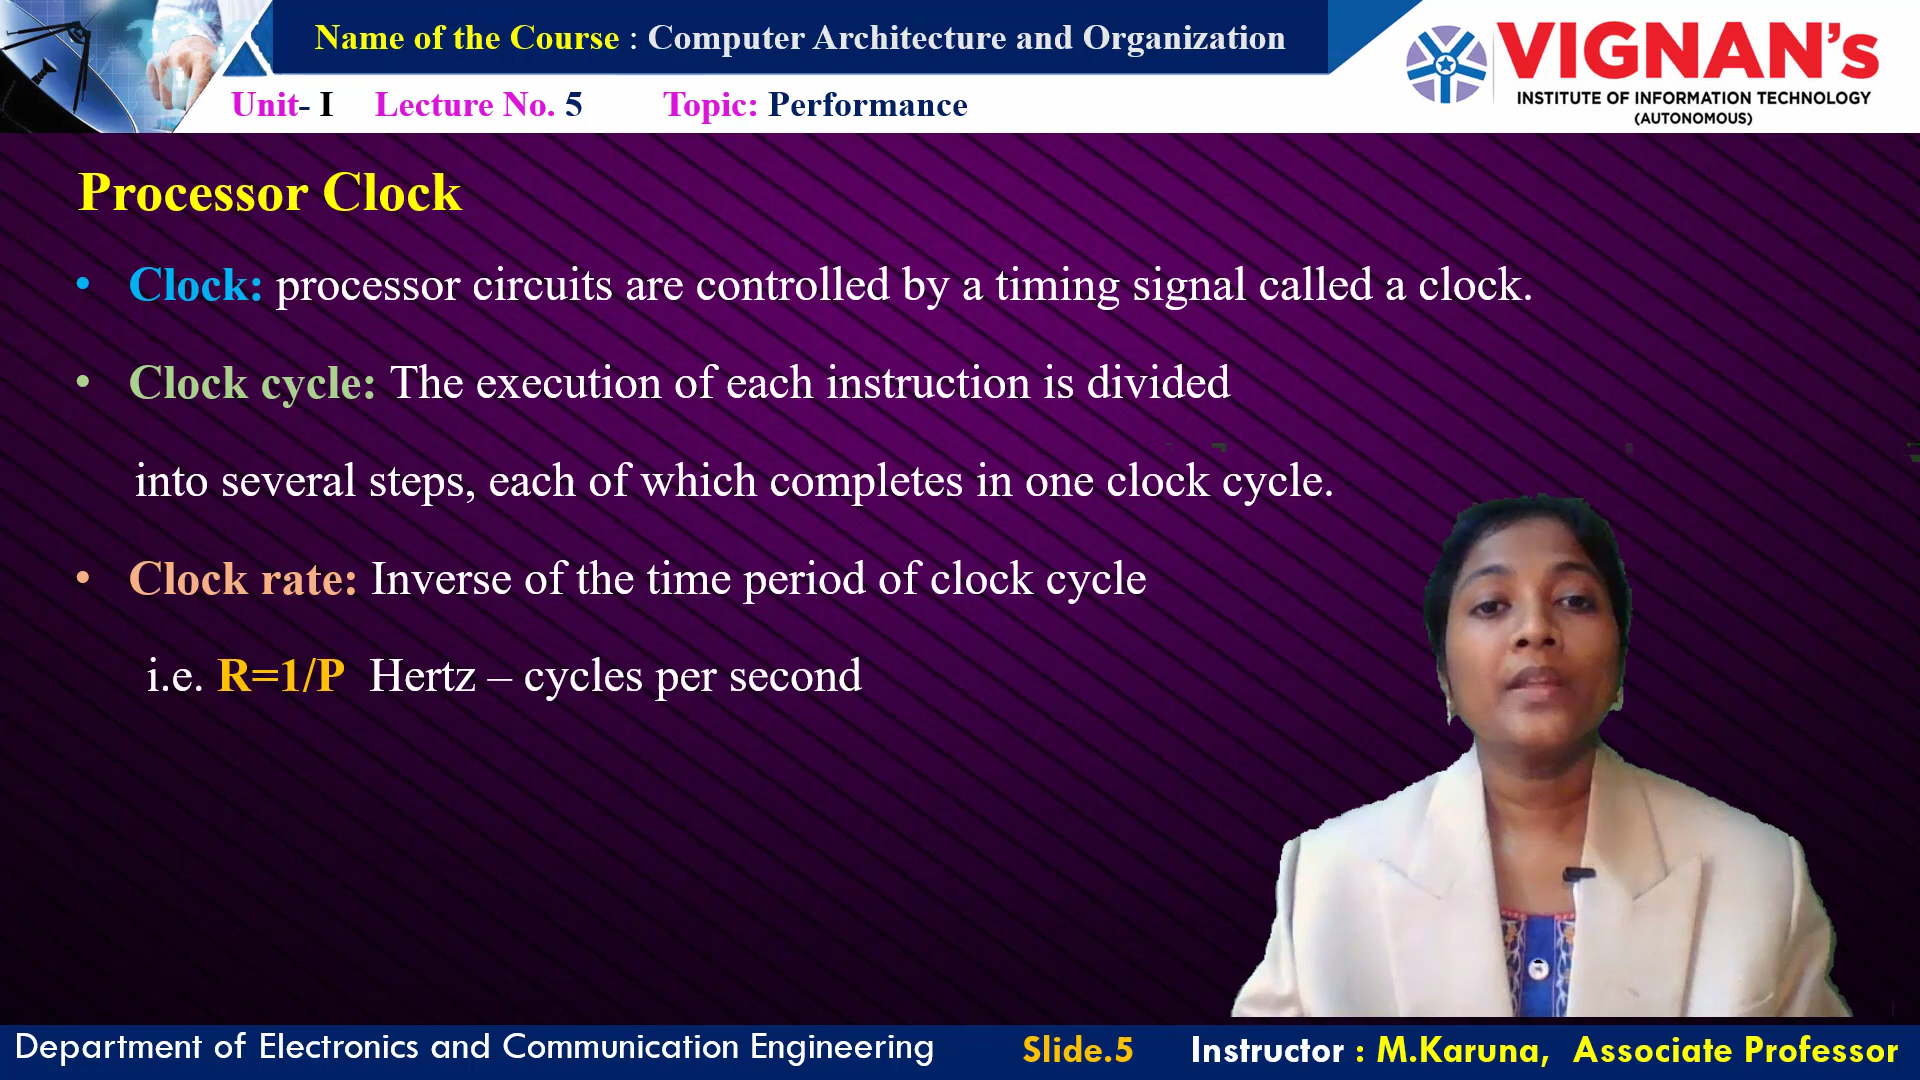 Name of the Course : Computer Architecture and Organization
Unit- I Lecture No. 5 Topic: Performance
VIGNAN's
INSTITUTE OF INFORMATION TECHNOLOGY
(AUTONOMOUS)
Processor Clock
• Clock: processor circuits are controlled by a timing signal called a clock.
• Clock cycle: The execution of each instruction is divided
into several steps, each of which completes in one clock cycle.
• Clock rate: Inverse of the time period of clock cycle
i.e. R=1/P Hertz – cycles per second
Department of Electronics and Communication Engineering Slide.5 Instructor : M.Karuna, Associate Professor